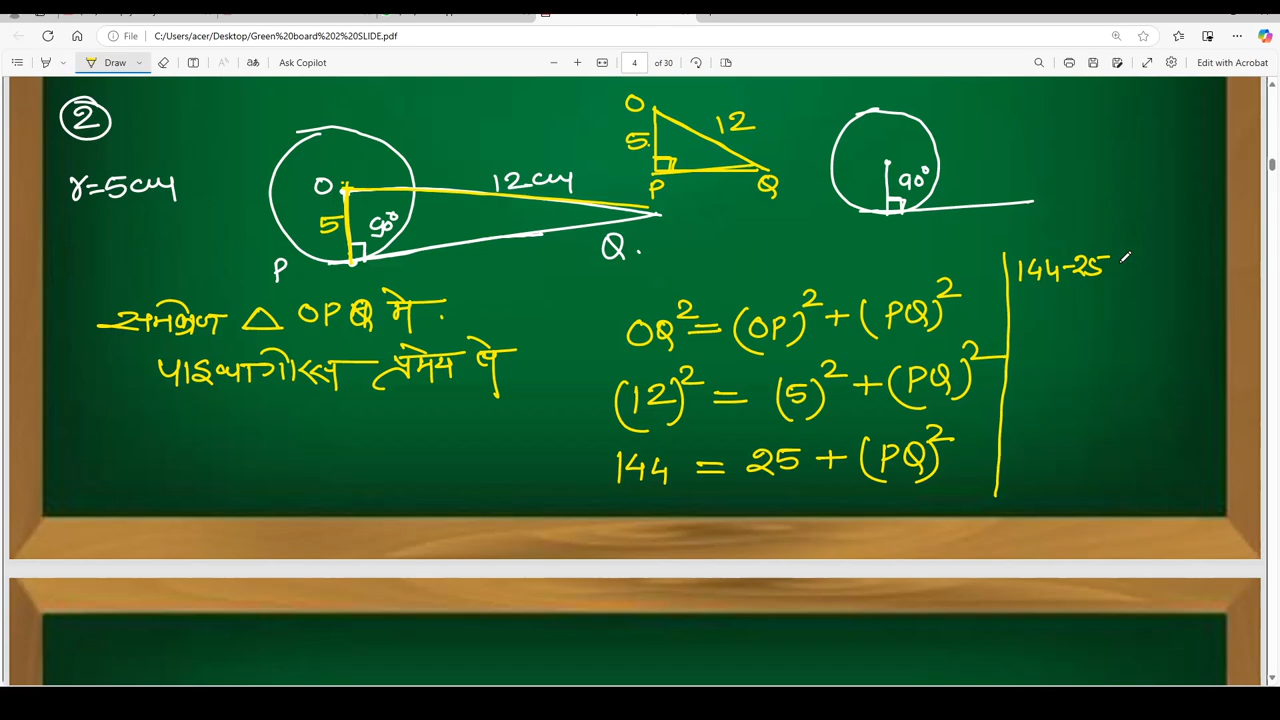 File C:/Users/acer/Desktop/Green%20board%202%20SLIDE.pdf
Draw Ask Copilot 4 of 30 Edit with Acrobat
2
r=5cm
O
12cm
5
90°
P
Q.
O
12
5
P
Q
90°
समकोण △ OPQ में.
पाइथागोरस प्रमेय से
OQ²=(OP)²+(PQ)²
(12)² = (5)²+(PQ)²
144 = 25+(PQ)²
144-25